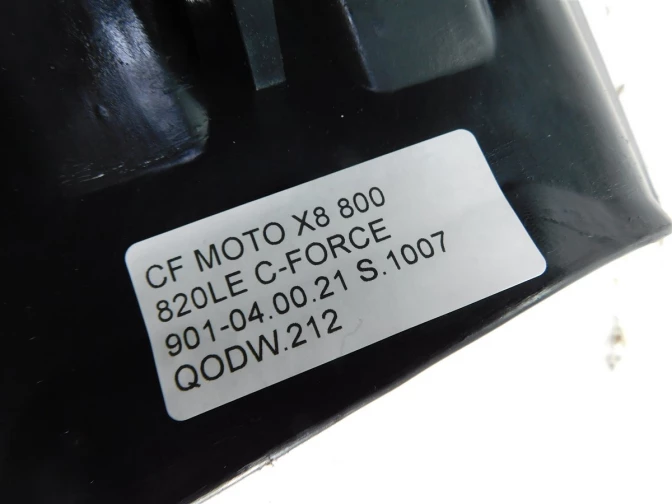 CF MOTO X8 800
820LE C-FORCE
901-04.00.21 S.1007
QODW.212